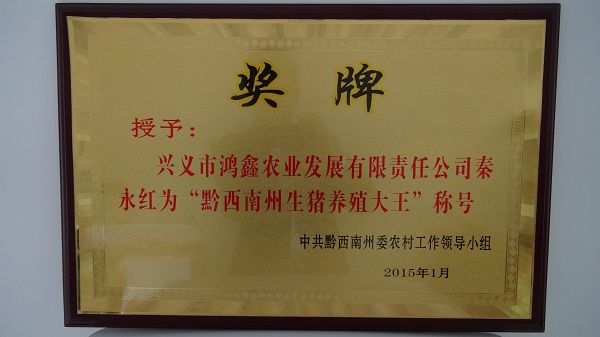 奖牌
授予：
兴义市鸿鑫农业发展有限责任公司秦
永红为“黔西南州生猪养殖大王”称号
中共黔西南州委农村工作领导小组
2015年1月